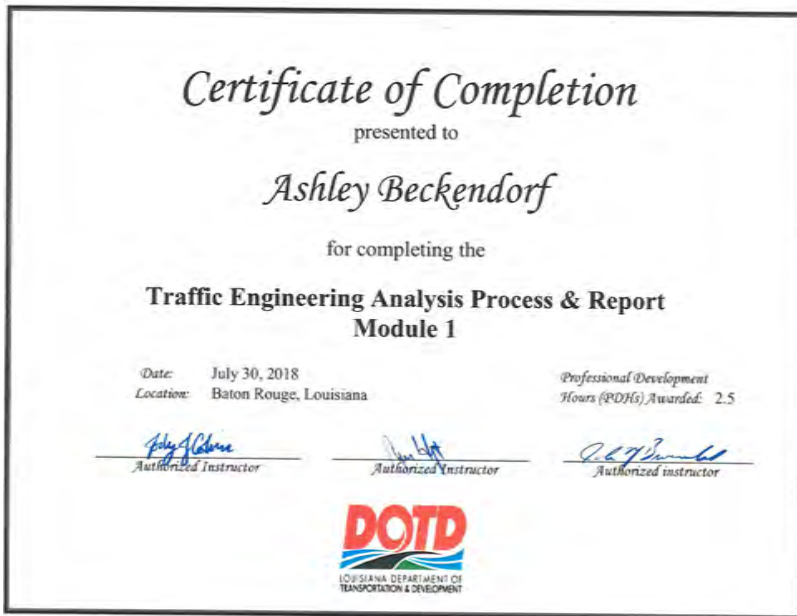 Certificate of Completion
presented to
Ashley Beckendorf
for completing the
Traffic Engineering Analysis Process & Report
Module 1
Date: July 30, 2018
Location: Baton Rouge, Louisiana
Professional Development
Hours (PDHs) Awarded: 2.5
Authorized Instructor
Authorized Instructor
Authorized instructor
DOTD
LOUISIANA DEPARTMENT OF
TRANSPORTATION & DEVELOPMENT